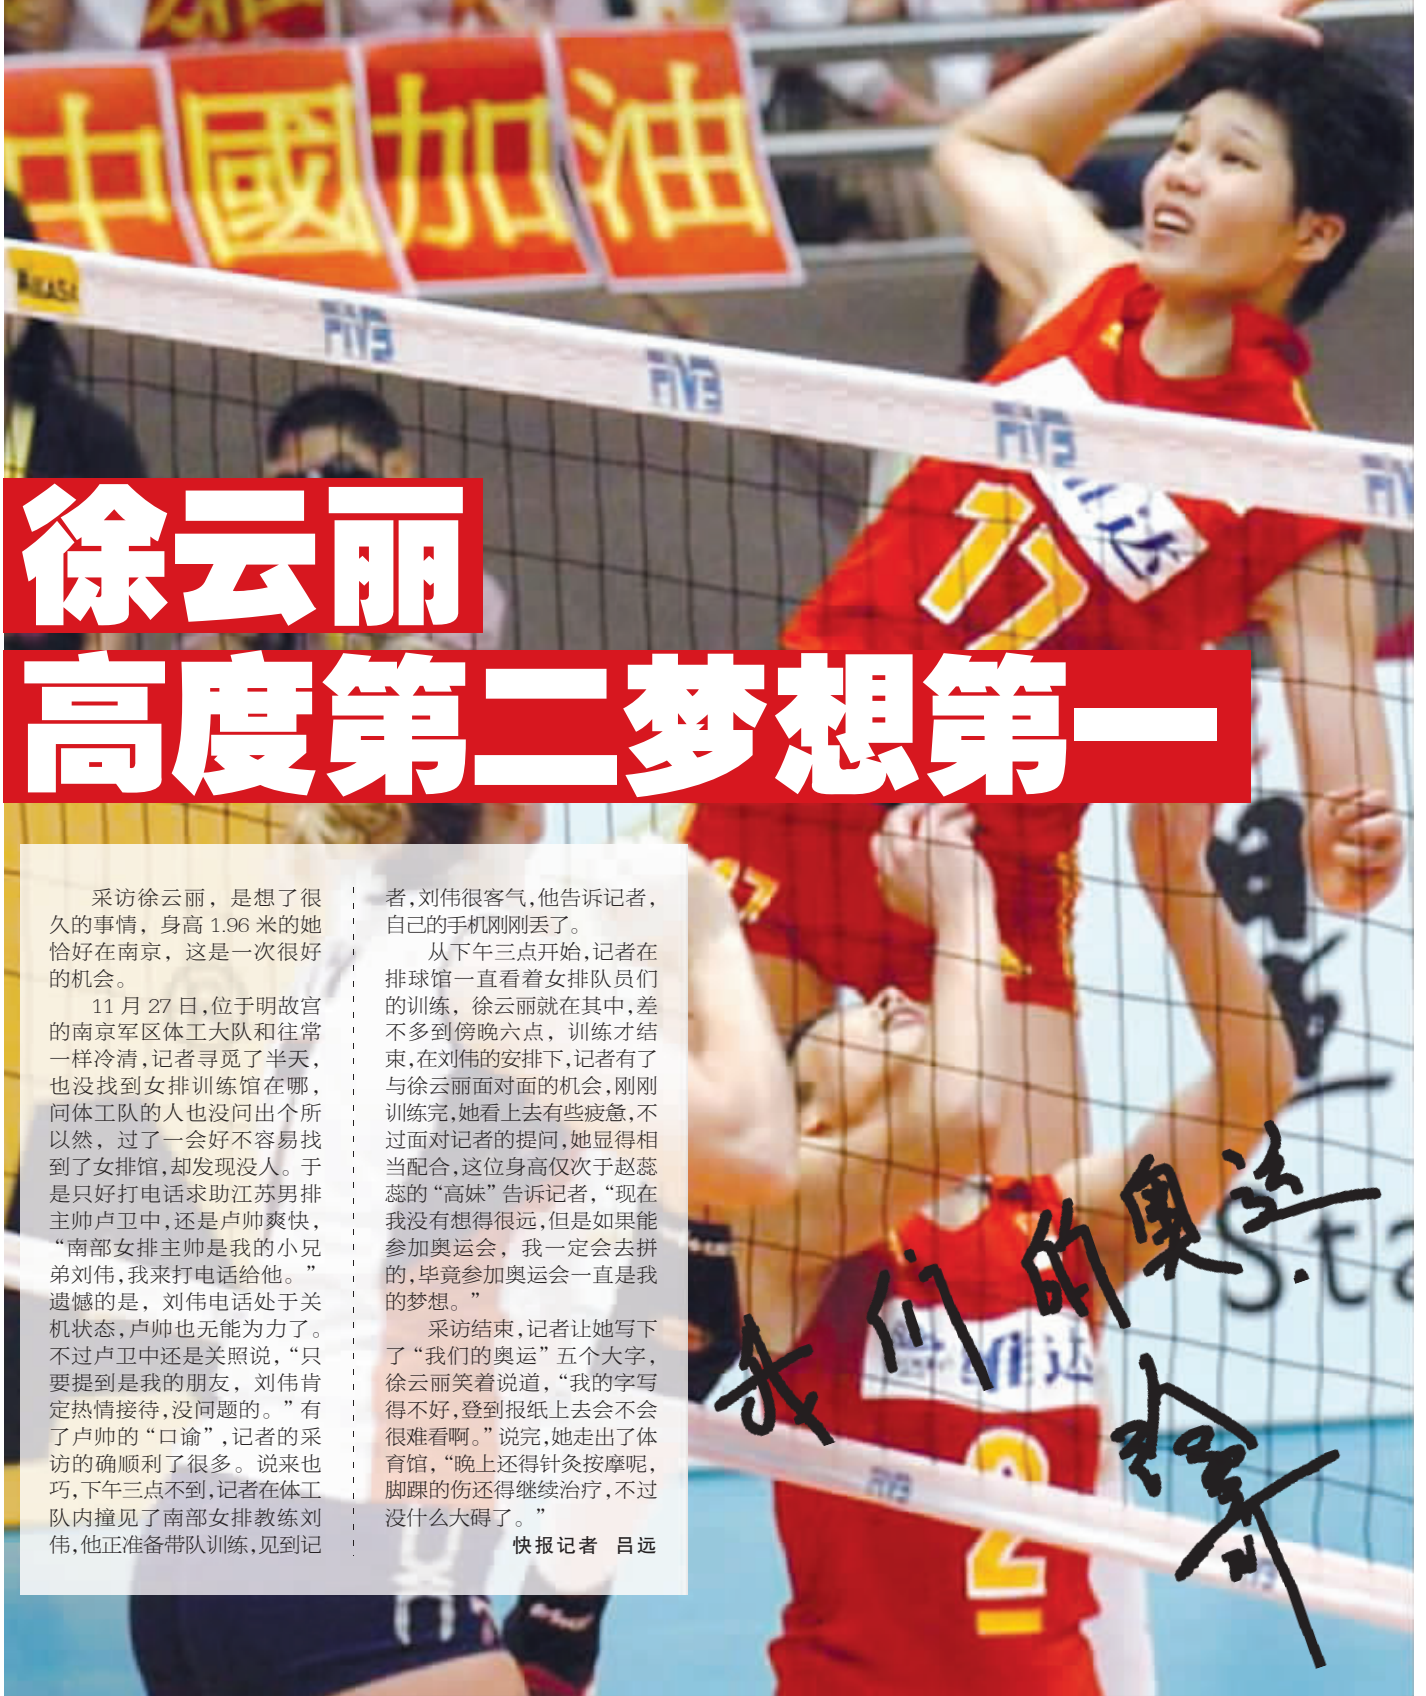 中國加油
FIVB
FIVB
FIVB
17
维达
徐云丽
高度第二梦想第一
采访徐云丽，是想了很
久的事情，身高 1.96 米的她
恰好在南京，这是一次很好
的机会。
11 月 27 日，位于明故宫
的南京军区体工大队和往常
一样冷清，记者寻觅了半天，
也没找到女排训练馆在哪，
问体工队的人也没问出个所
以然，过了一会好不容易找
到了女排馆，却发现没人。于
是只好打电话求助江苏男排
主帅卢卫中，还是卢帅爽快，
“南部女排主帅是我的小兄
弟刘伟，我来打电话给他。”
遗憾的是，刘伟电话处于关
机状态，卢帅也无能为力了。
不过卢卫中还是关照说，“只
要提到是我的朋友，刘伟肯
定热情接待，没问题的。”有
了卢帅的“口谕”，记者的采
访的确顺利了很多。说来也
巧，下午三点不到，记者在体工
队内撞见了南部女排教练刘
伟，他正准备带队训练，见到记
者，刘伟很客气，他告诉记者，
自己的手机刚刚丢了。
从下午三点开始，记者在
排球馆一直看着女排队员们
的训练，徐云丽就在其中，差
不多到傍晚六点，训练才结
束，在刘伟的安排下，记者有了
与徐云丽面对面的机会，刚刚
训练完，她看上去有些疲惫，不
过面对记者的提问，她显得相
当配合，这位身高仅次于赵蕊
蕊的“高妹”告诉记者，“现在
我没有想得很远，但是如果能
参加奥运会，我一定会去拼
的，毕竟参加奥运会一直是我
的梦想。”
采访结束，记者让她写下
了“我们的奥运”五个大字，
徐云丽笑着说道，“我的字写
得不好，登到报纸上去会不会
很难看啊。”说完，她走出了体
育馆，“晚上还得针灸按摩呢，
脚踝的伤还得继续治疗，不过
没什么大碍了。”
快报记者 吕远
17
我们的奥运
Sta
维达
2
FIVB